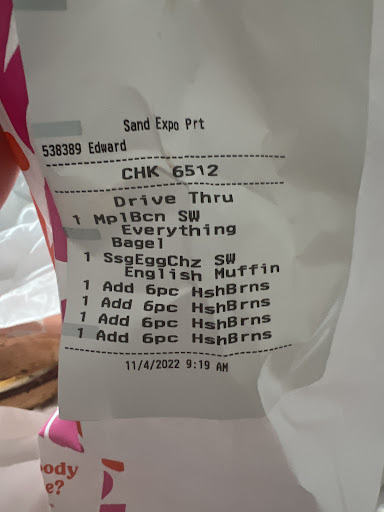 Sand Expo Prt
538389 Edward
CHK 6512
Drive Thru
1 MplBcn SW
Everything
Bagel
1 SsgEggChz SW
English Muffin
1 Add 6pc HshBrns
1 Add 6pc HshBrns
1 Add 6pc HshBrns
1 Add 6pc HshBrns
11/4/2022 9:19 AM
ody
e?